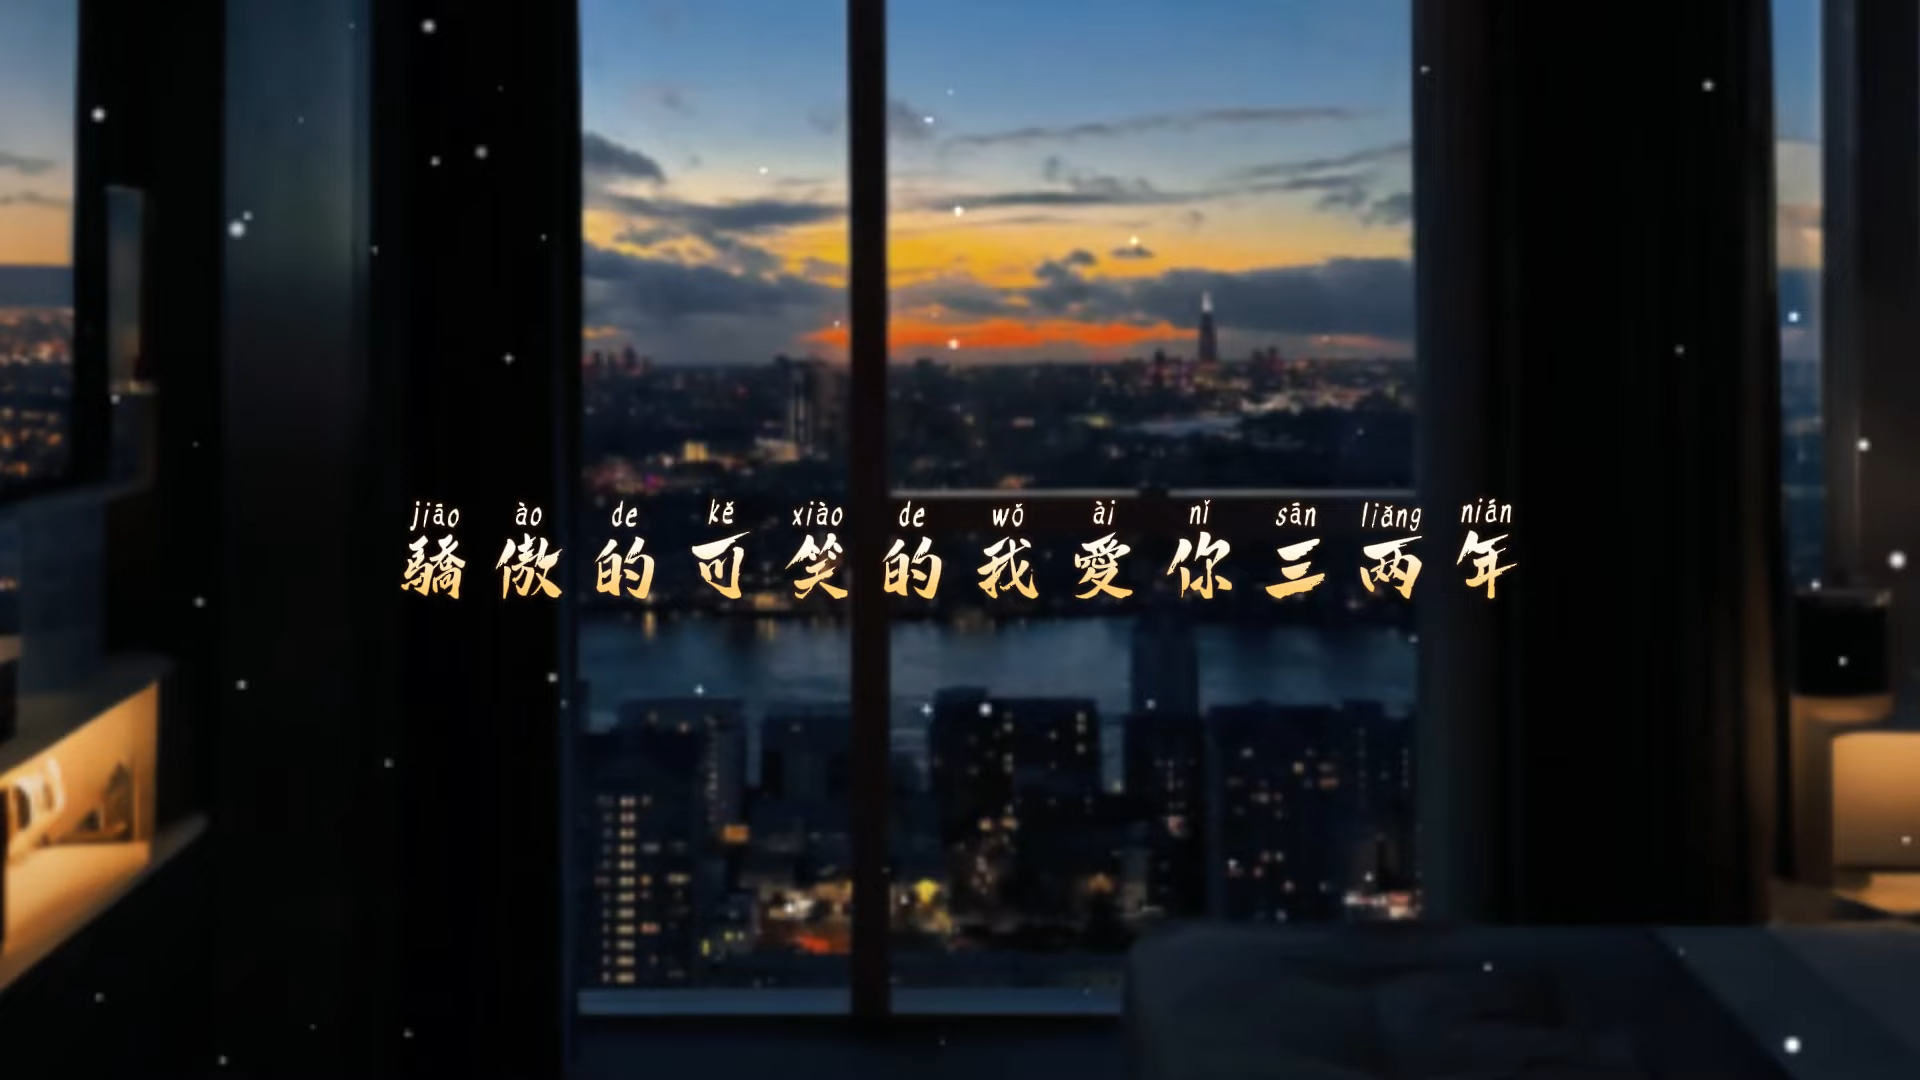 jiāo ào de kě xiào de wǒ ài nǐ sān liǎng nián
驕傲的可笑的我愛你三两年